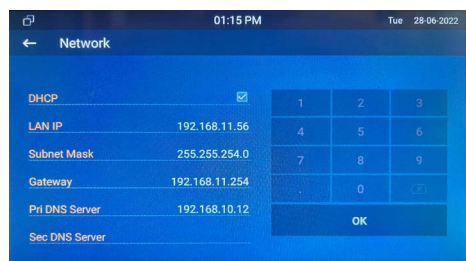 01:15 PM Tue 28-06-2022
← Network
DHCP
LAN IP 192.168.11.56
Subnet Mask 255.255.254.0
Gateway 192.168.11.254
Pri DNS Server 192.168.10.12
Sec DNS Server
1 2 3
4 5 6
7 8 9
. 0
OK